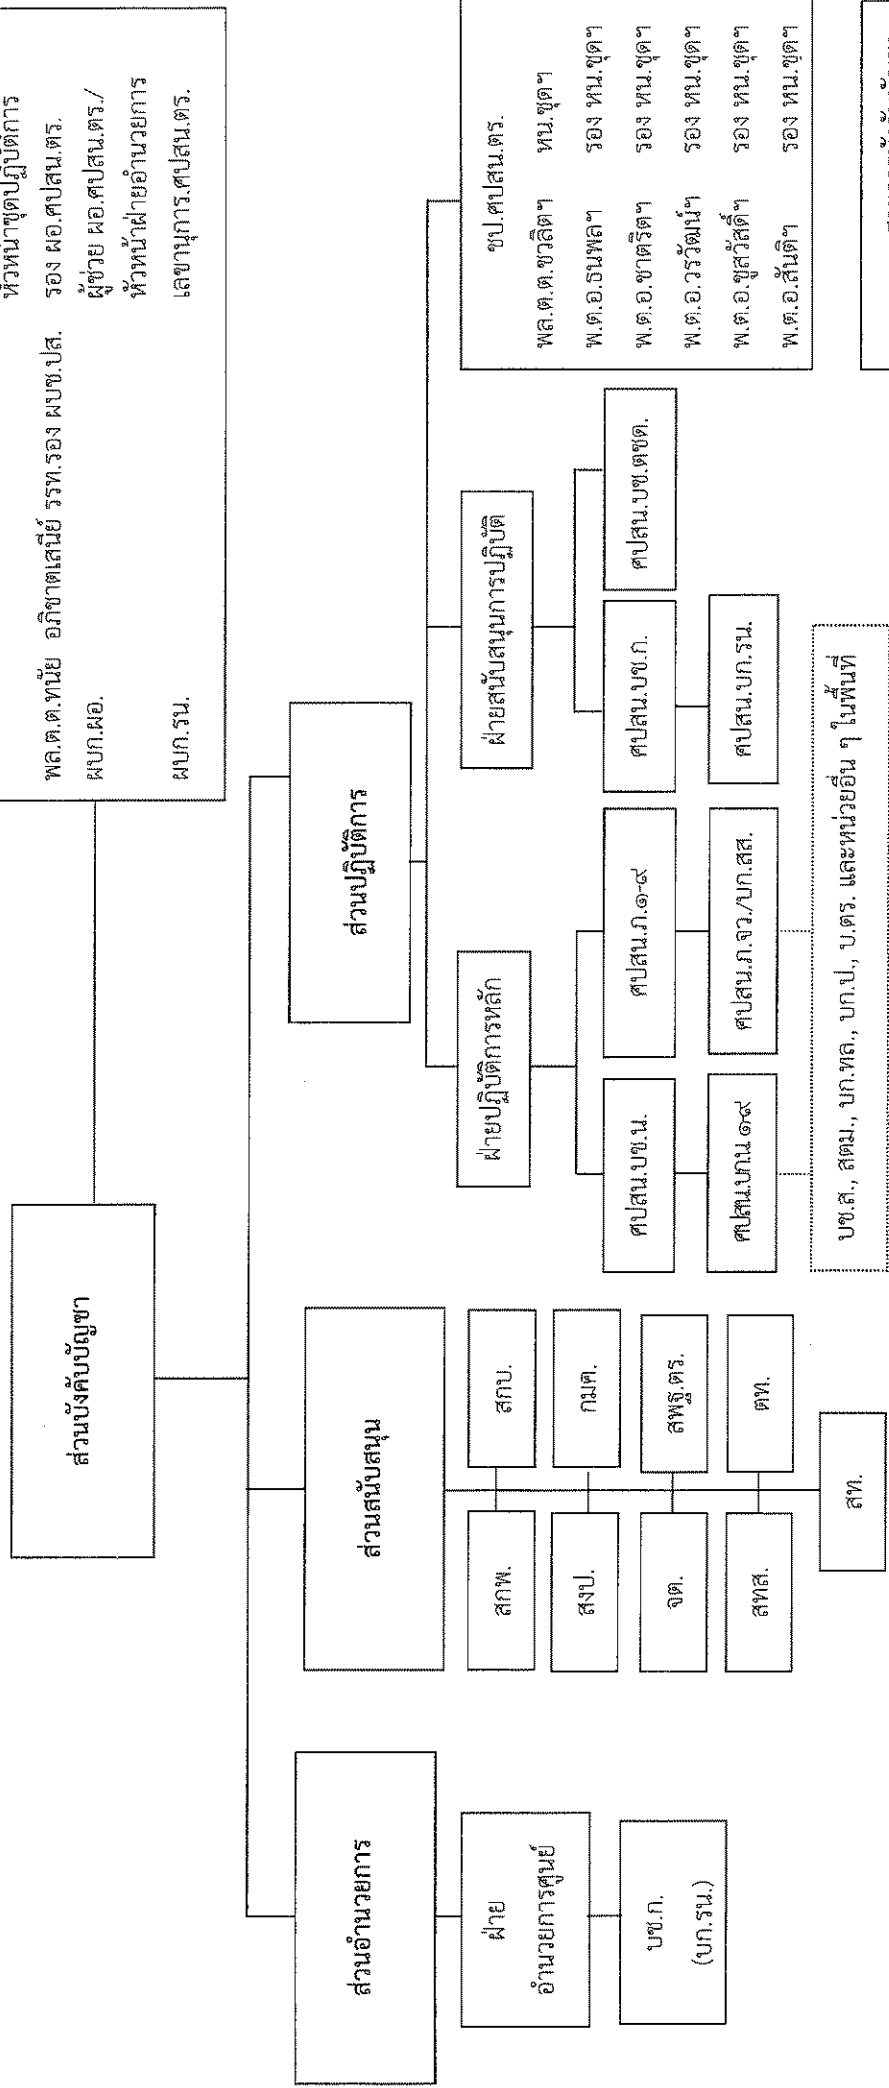 หัวหน้าชุดปฏิบัติการ
พล.ต.ต.ทนัย อภิชาตเสนีย์ รรท.รอง ผบช.ปส. รอง ผอ.ศปสน.ตร.
ผบก.ผอ. ผู้ช่วย ผอ.ศปสน.ตร./
หัวหน้าฝ่ายอำนวยการ
ผบก.รน. เลขานุการ.ศปสน.ตร.
ส่วนบังคับบัญชา
ส่วนอำนวยการ
ฝ่าย
อำนวยการศูนย์
บช.ก.
(บก.รน.)
ส่วนสนับสนุน
สกพ. สกบ.
สงป. กมค.
จต. สพฐ.ตร.
สทส. ตท.
สท.
ส่วนปฏิบัติการ
ฝ่ายปฏิบัติการหลัก
ศปสน.บช.น. ศปสน.ภ.๑-๙
ศปสน.บก.น.๑-๙ ศปสน.ภ.จว./บก.สส.
บช.ส., สตม., บก.ทล., บก.ป., บ.ตร. และหน่วยอื่น ๆ ในพื้นที่
ฝ่ายสนับสนุนการปฏิบัติ
ศปสน.บช.ก. ศปสน.บช.ตชด.
ศปสน.บก.รน.
ชป.ศปสน.ตร.
พล.ต.ต.ชวลิตฯ หน.ชุดฯ
พ.ต.อ.ธนพลฯ รอง หน.ชุดฯ
พ.ต.อ.ชาตริตฯ รอง หน.ชุดฯ
พ.ต.อ.วรวัฒน์ฯ รอง หน.ชุดฯ
พ.ต.อ.ชูสวัสดิ์ฯ รอง หน.ชุดฯ
พ.ต.อ.สันติฯ รอง หน.ชุดฯ